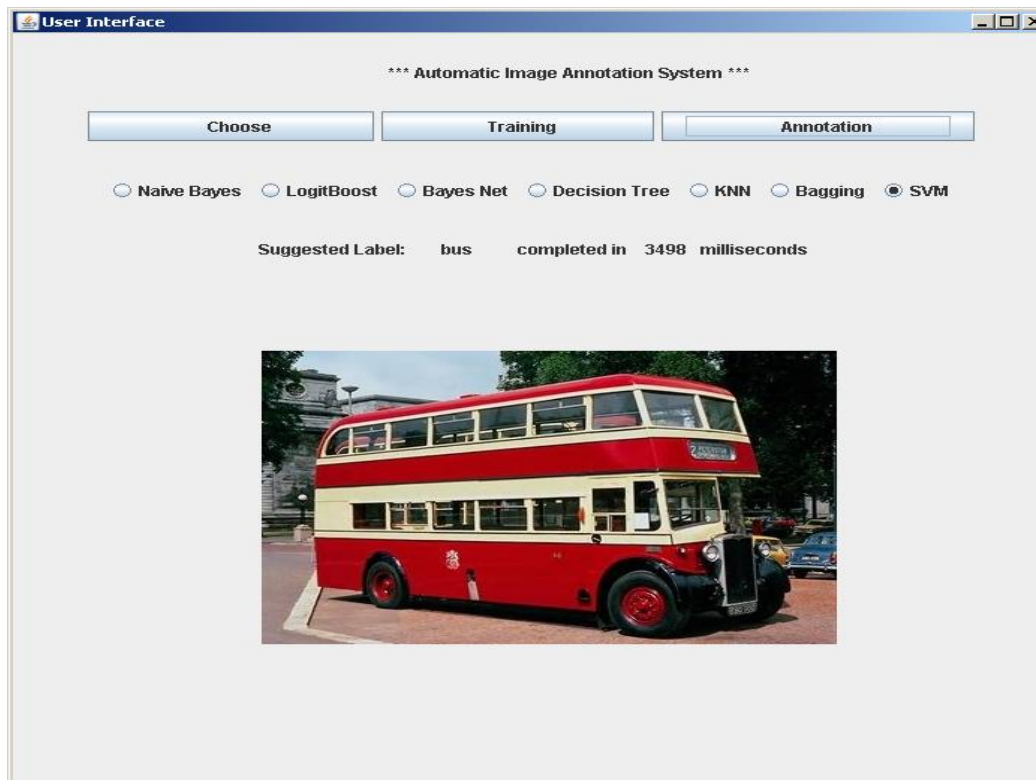 User Interface
*** Automatic Image Annotation System ***
Choose Training Annotation
Naive Bayes LogitBoost Bayes Net Decision Tree KNN Bagging SVM
Suggested Label: bus completed in 3498 milliseconds